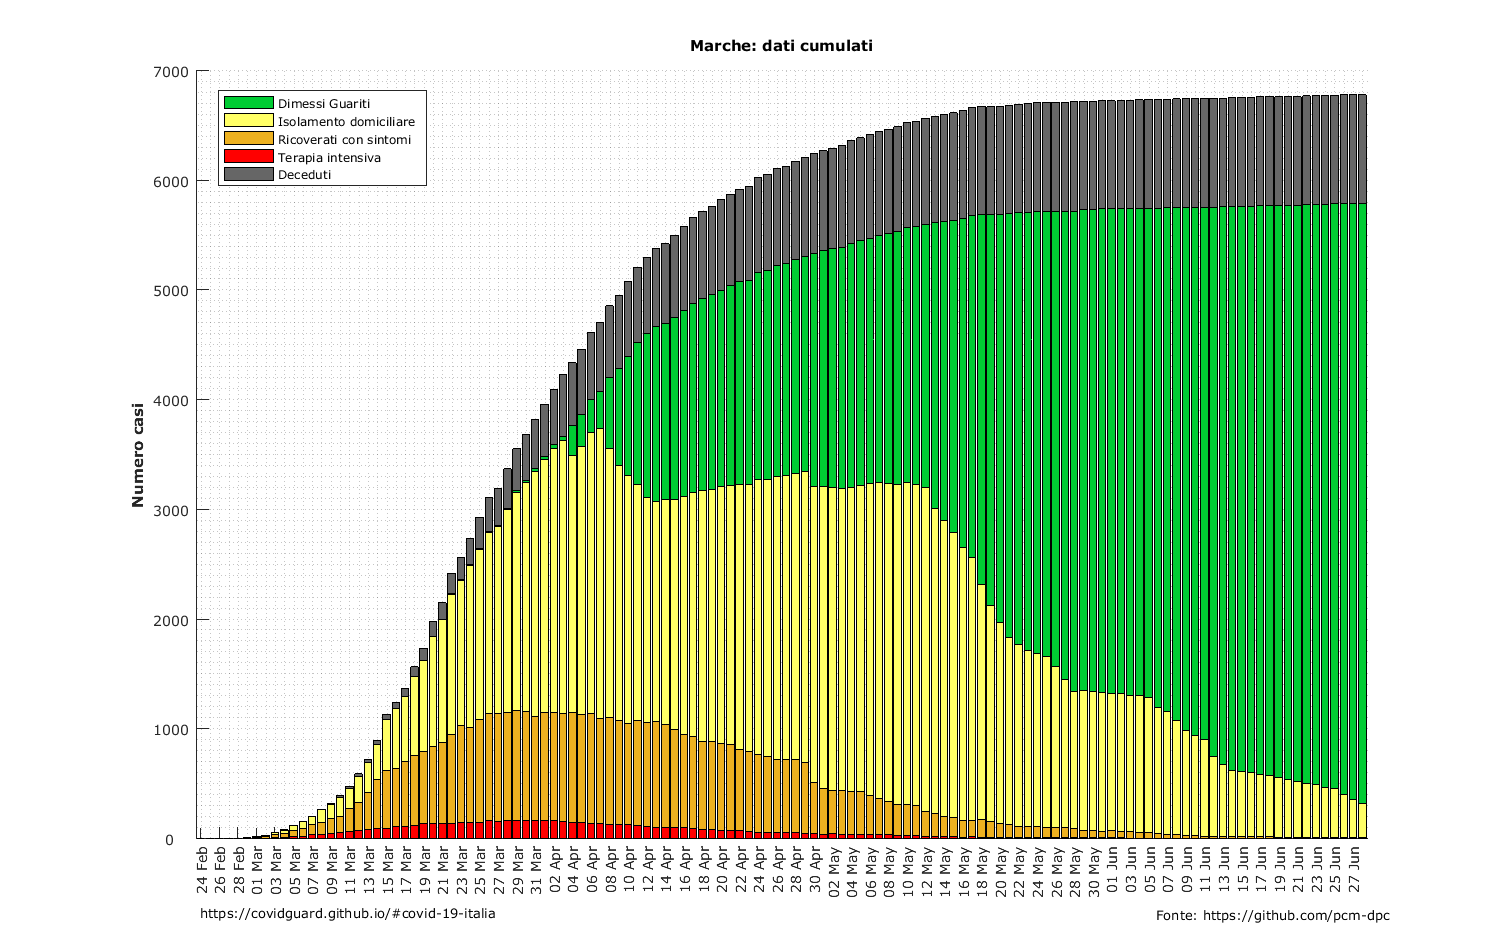 Marche: dati cumulati
7000
6000
5000
4000
3000
2000
1000
0
Numero casi
Dimessi Guariti
Isolamento domiciliare
Ricoverati con sintomi
Terapia intensiva
Deceduti
24 Feb
26 Feb
28 Feb
01 Mar
03 Mar
05 Mar
07 Mar
09 Mar
11 Mar
13 Mar
15 Mar
17 Mar
19 Mar
21 Mar
23 Mar
25 Mar
27 Mar
29 Mar
31 Mar
02 Apr
04 Apr
06 Apr
08 Apr
10 Apr
12 Apr
14 Apr
16 Apr
18 Apr
20 Apr
22 Apr
24 Apr
26 Apr
28 Apr
30 Apr
02 May
04 May
06 May
08 May
10 May
12 May
14 May
16 May
18 May
20 May
22 May
24 May
26 May
28 May
30 May
01 Jun
03 Jun
05 Jun
07 Jun
09 Jun
11 Jun
13 Jun
15 Jun
17 Jun
19 Jun
21 Jun
23 Jun
25 Jun
27 Jun
https://covidguard.github.io/#covid-19-italia
Fonte: https://github.com/pcm-dpc